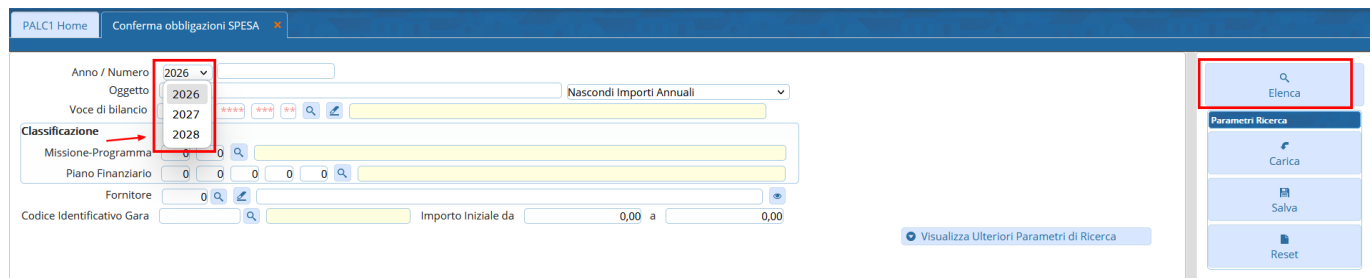 PALC1 Home Conferma obbligazioni SPESA ×
Anno / Numero 2026
2026
2027
2028
Oggetto Nascondi Importi Annuali
Voce di bilancio **** *** **
Classificazione
Missione-Programma 0 0
Piano Finanziario 0 0 0 0 0
Fornitore 0
Codice Identificativo Gara Importo Iniziale da 0,00 a 0,00
Visualizza Ulteriori Parametri di Ricerca
Elenca
Parametri Ricerca
Carica
Salva
Reset